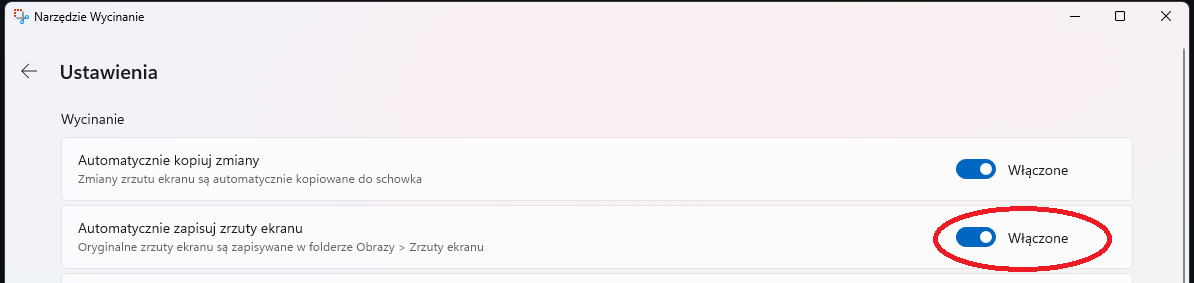 Narzędzie Wycinanie
Ustawienia
Wycinanie
Automatycznie kopiuj zmiany
Zmiany zrzutu ekranu są automatycznie kopiowane do schowka
Włączone
Automatycznie zapisuj zrzuty ekranu
Oryginalne zrzuty ekranu są zapisywane w folderze Obrazy > Zrzuty ekranu
Włączone